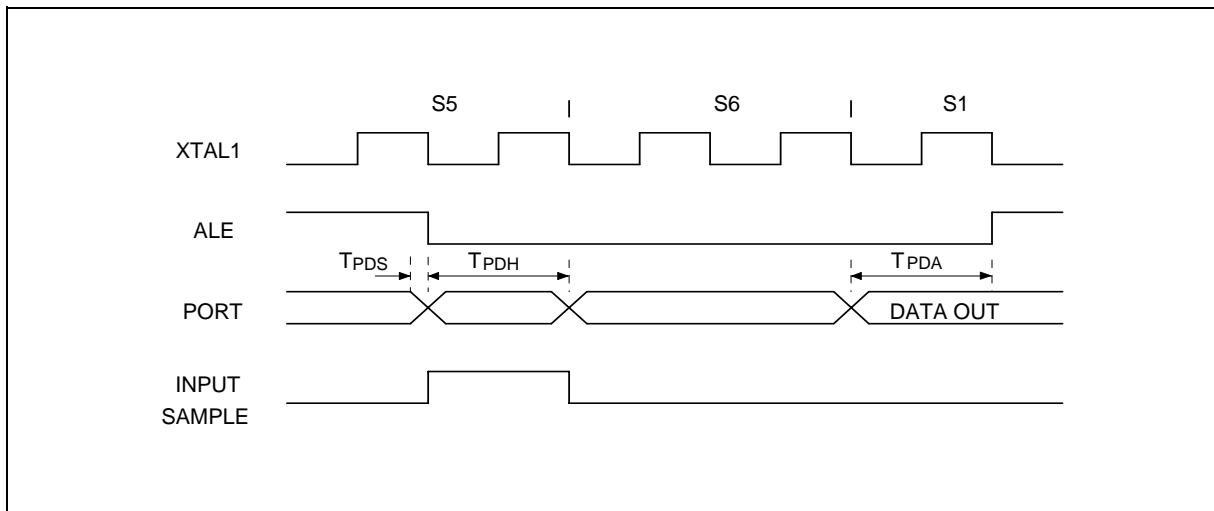 S5 | S6 | S1
XTAL1
ALE
TPDS TPDH TPDA
PORT
DATA OUT
INPUT
SAMPLE